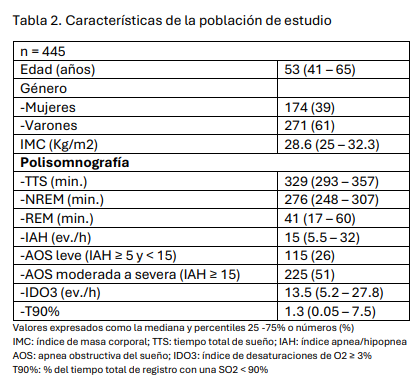 Tabla 2. Características de la población de estudio
n = 445
Edad (años) 53 (41 – 65)
Género
-Mujeres 174 (39)
-Varones 271 (61)
IMC (Kg/m2) 28.6 (25 – 32.3)
Polisomnografía
-TTS (min.) 329 (293 – 357)
-NREM (min.) 276 (248 – 307)
-REM (min.) 41 (17 – 60)
-IAH (ev./h) 15 (5.5 – 32)
-AOS leve (IAH ≥ 5 y < 15) 115 (26)
-AOS moderada a severa (IAH ≥ 15) 225 (51)
-IDO3 (ev./h) 13.5 (5.2 – 27.8)
-T90% 1.3 (0.05 – 7.5)
Valores expresados como la mediana y percentiles 25 -75% o números (%)
IMC: índice de masa corporal; TTS: tiempo total de sueño; IAH: índice apnea/hipopnea
AOS: apnea obstructiva del sueño; IDO3: índice de desaturaciones de O2 ≥ 3%
T90%: % del tiempo total de registro con una SO2 < 90%